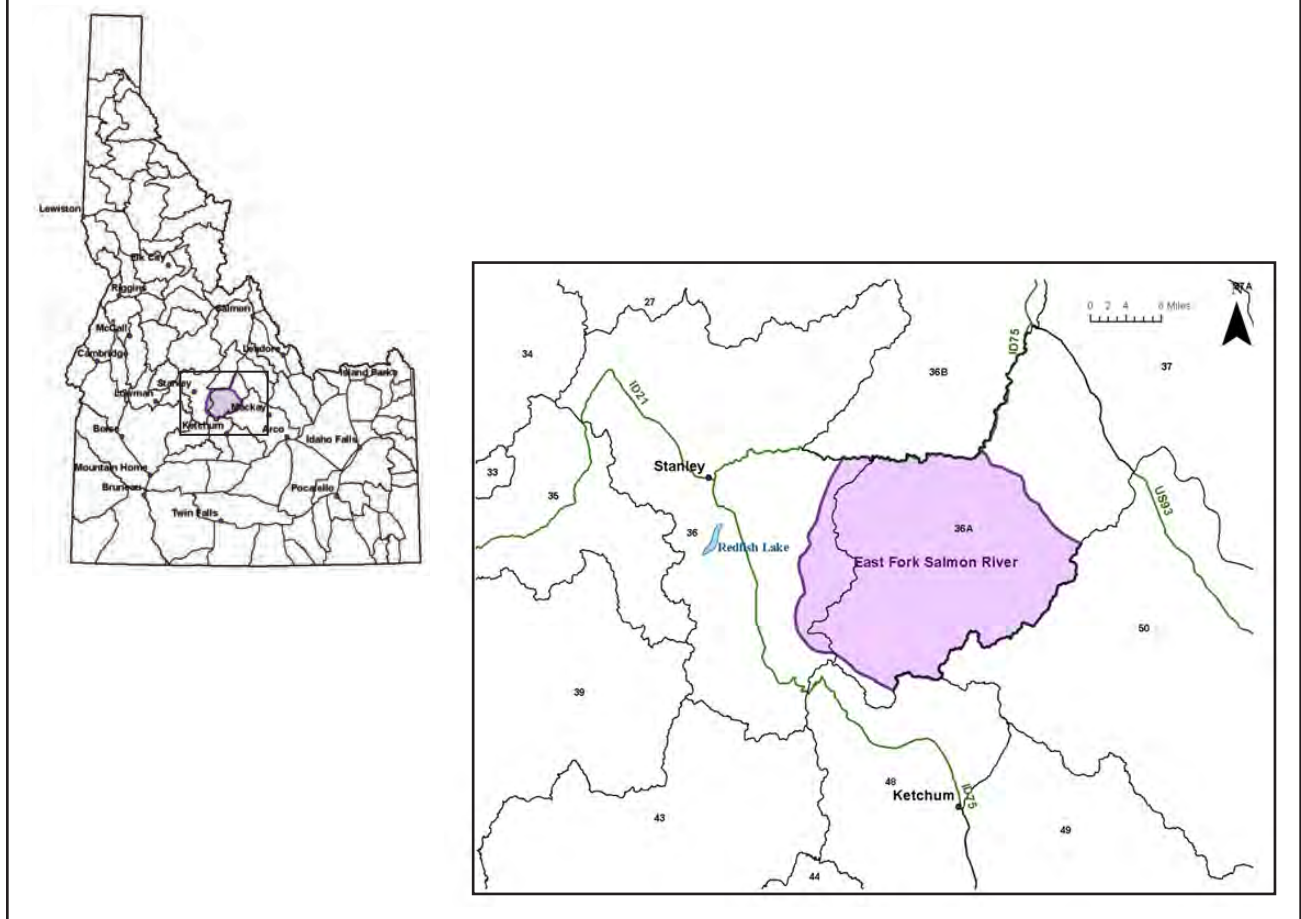 Lewiston
Elk City
Riggins
Salmon
McCall
Leadore
Cambridge
Island Park
Stanley
Lowman
Mackay
Ketchum
Boise
Arco
Idaho Falls
Mountain Home
Bruneau
Pocatello
Twin Falls
27
0 2 4 8 Miles
N
37A
34
ID75
37
36B
ID21
Stanley
33
35
US93
36
36A
Redfish Lake
East Fork Salmon River
50
39
48
Ketchum
ID75
43
49
44